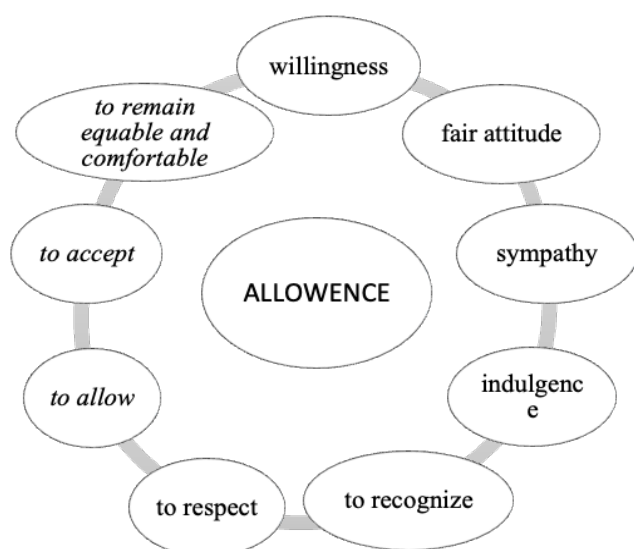 willingness
to remain
equable and
comfortable
fair attitude
to accept
sympathy
ALLOWENCE
to allow
indulgenc
e
to respect
to recognize